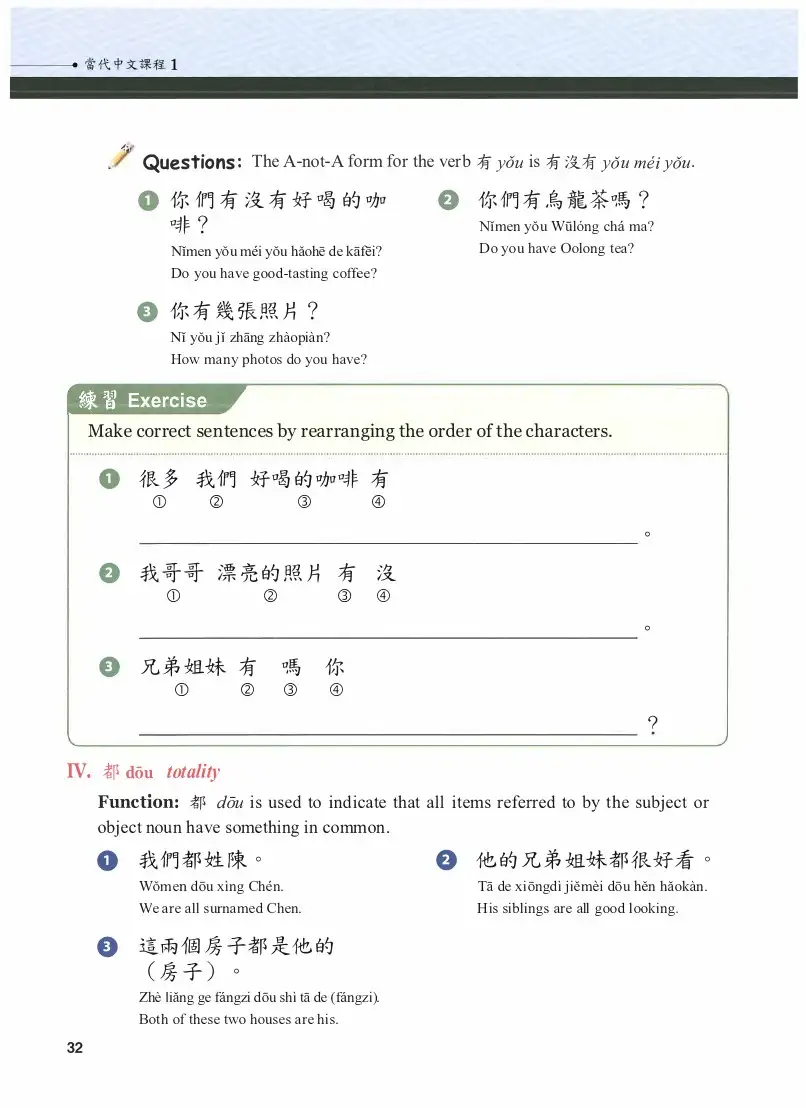 當代中文課程 1
Questions: The A-not-A form for the verb 有 yǒu is 有沒有 yǒu méi yǒu.
1 你們有沒有好喝的咖
啡？
Nǐmen yǒu méi yǒu hǎohē de kāfēi?
Do you have good-tasting coffee?
2 你們有烏龍茶嗎？
Nǐmen yǒu Wūlóng chá ma?
Do you have Oolong tea?
3 你有幾張照片？
Nǐ yǒu jǐ zhāng zhàopiàn?
How many photos do you have?
練習 Exercise
Make correct sentences by rearranging the order of the characters.
1 很多 我們 好喝的咖啡 有
① ② ③ ④
。
2 我哥哥 漂亮的照片 有 沒
① ② ③ ④
。
3 兄弟姐妹 有 嗎 你
① ② ③ ④
？
IV. 都 dōu totality
Function: 都 dōu is used to indicate that all items referred to by the subject or
object noun have something in common.
1 我們都姓陳。
Wǒmen dōu xìng Chén.
We are all surnamed Chen.
2 他的兄弟姐妹都很好看。
Tā de xiōngdì jiěmèi dōu hěn hǎokàn.
His siblings are all good looking.
3 這兩個房子都是他的
（房子）。
Zhè liǎng ge fángzi dōu shì tā de (fángzi).
Both of these two houses are his.
32